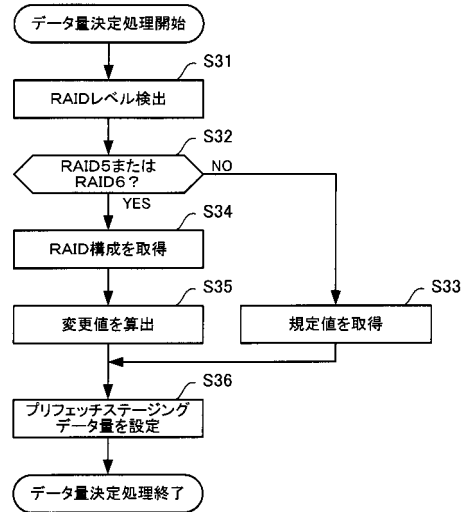 データ量決定処理開始
S31
RAIDレベル検出
S32
RAID5または
RAID6？
NO
YES
S34
RAID構成を取得
S35
変更値を算出
S33
規定値を取得
S36
プリフェッチステージング
データ量を設定
データ量決定処理終了